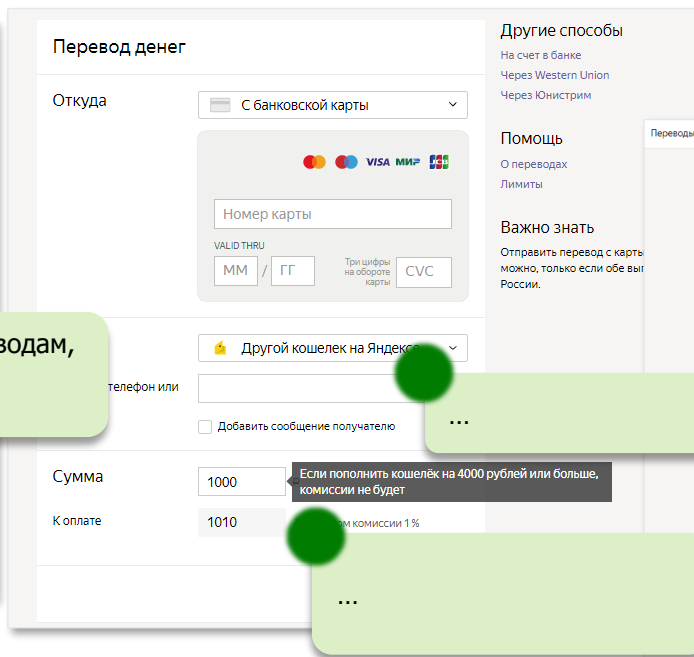 Перевод денег
Откуда
С банковской карты
VISA МИР JCB
Номер карты
VALID THRU
ММ / ГГ
Три цифры
на обороте
карты
CVC
водам,
Другой кошелек на
телефон или
Добавить сообщение получателю
...
Сумма
1000
Если пополнить кошелёк на 4000 рублей или больше,
комиссии не будет
К оплате
1010
комиссии 1%
...
Другие способы
На счет в банке
Через Western Union
Через Юнистрим
Помощь
О переводах
Лимиты
Важно знать
Отправить перевод с карты
можно, только если обе
России.
Переводы